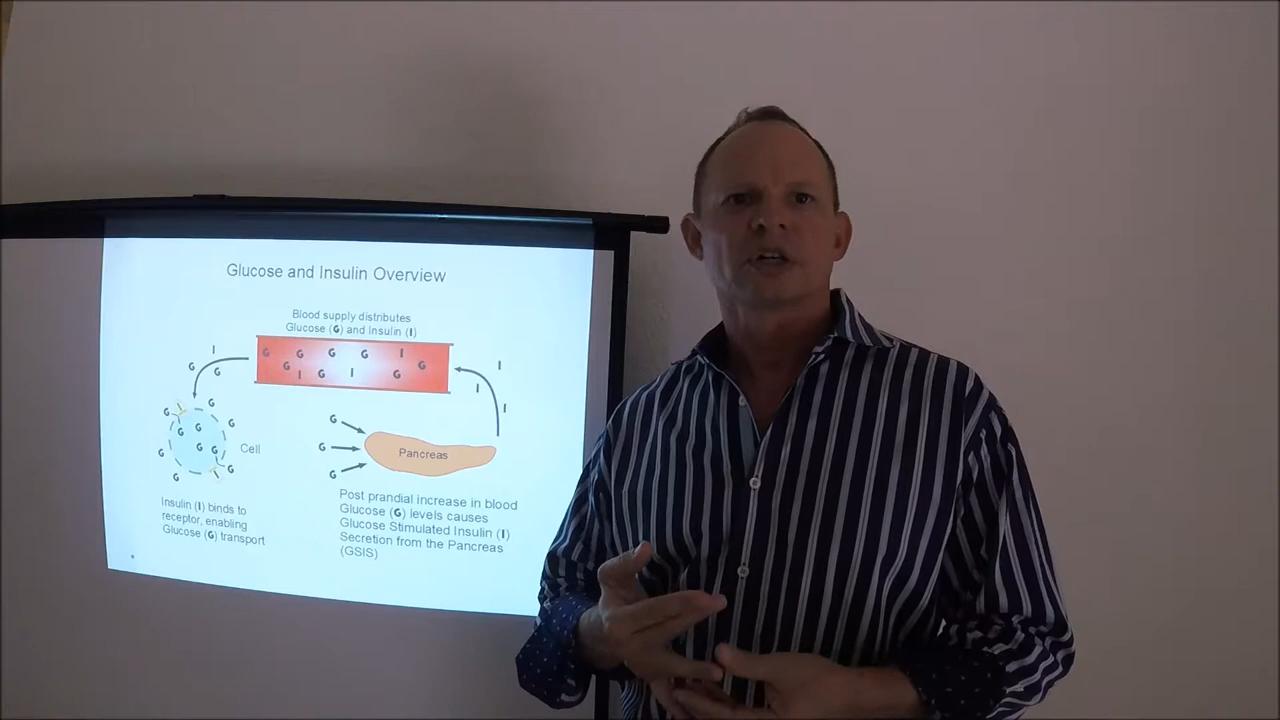 Glucose and Insulin Overview
Blood supply distributes
Glucose (G) and Insulin (I)
G G G G I G
G I G I G
I
G G
I
I
I
G
G
G
G G
G G
G
G
G
G
Cell
G
G
G
Pancreas
Insulin (I) binds to
receptor, enabling
Glucose (G) transport
Post prandial increase in blood
Glucose (G) levels causes
Glucose Stimulated Insulin (I)
Secretion from the Pancreas
(GSIS)